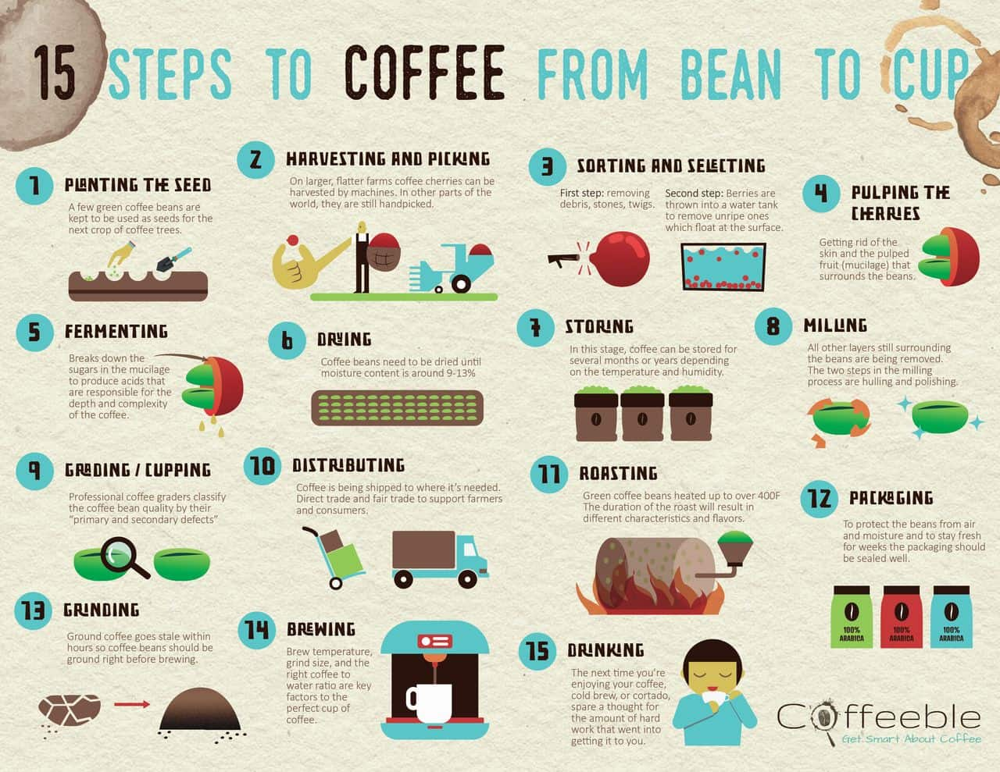 15 STEPS TO COFFEE FROM BEAN TO CUP
1 PLANTING THE SEED
A few green coffee beans are
kept to be used as seeds for the
next crop of coffee trees.
2 HARVESTING AND PICKING
On larger, flatter farms coffee cherries can be
harvested by machines. In other parts of the
world, they are still handpicked.
3 SORTING AND SELECTING
First step: removing
debris, stones, twigs.
Second step: Berries are
thrown into a water tank
to remove unripe ones
which float at the surface.
4 PULPING THE
CHERRIES
Getting rid of the
skin and the pulped
fruit (mucilage) that
surrounds the beans.
5 FERMENTING
Breaks down the
sugars in the mucilage
to produce acids that
are responsible for the
depth and complexity
of the coffee.
6 DRYING
Coffee beans need to be dried until
moisture content is around 9-13%
7 STORING
In this stage, coffee can be stored for
several months or years depending
on the temperature and humidity.
8 MILLING
All other layers still surrounding
the beans are being removed.
The two steps in the milling
process are hulling and polishing.
9 GRADING / CUPPING
Professional coffee graders classify
the coffee bean quality by their
“primary and secondary defects”
10 DISTRIBUTING
Coffee is being shipped to where it’s needed.
Direct trade and fair trade to support farmers
and consumers.
11 ROASTING
Green coffee beans heated up to over 400F
The duration of the roast will result in
different characteristics and flavors.
12 PACKAGING
To protect the beans from air
and moisture and to stay fresh
for weeks the packaging should
be sealed well.
100%
ARABICA
100%
ARABICA
100%
ARABICA
13 GRINDING
Ground coffee goes stale within
hours so coffee beans should be
ground right before brewing.
14 BREWING
Brew temperature,
grind size, and the
right coffee to
water ratio are key
factors to the
perfect cup of
coffee.
15 DRINKING
The next time you’re
enjoying your coffee,
cold brew, or cortado,
spare a thought for
the amount of hard
work that went into
getting it to you.
Coffeeble
Get Smart About Coffee